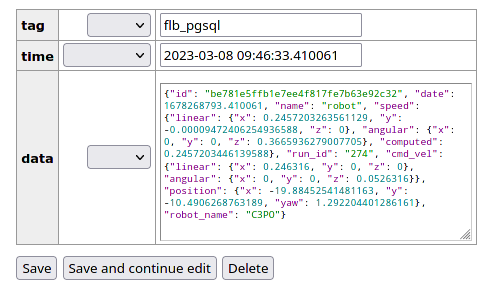 tag flb_pgsql
time 2023-03-08 09:46:33.410061
data
{"id": "be781e5ffb1e7ee4f817fe7b63e92c32", "date":
1678268793.410061, "name": "robot", "speed":
{"linear": {"x": 0.2457203263561129, "y":
-0.00009472406254936588, "z": 0}, "angular": {"x":
0, "y": 0, "z": 0.3665936279007705}, "computed":
0.2457203446139588}, "run_id": "274", "cmd_vel":
{"linear": {"x": 0.246316, "y": 0, "z": 0},
"angular": {"x": 0, "y": 0, "z": 0.0526316}},
"position": {"x": -19.88452541481163, "y":
-10.4906268763189, "yaw": 1.292204401286161},
"robot_name": "C3PO"}
Save Save and continue edit Delete